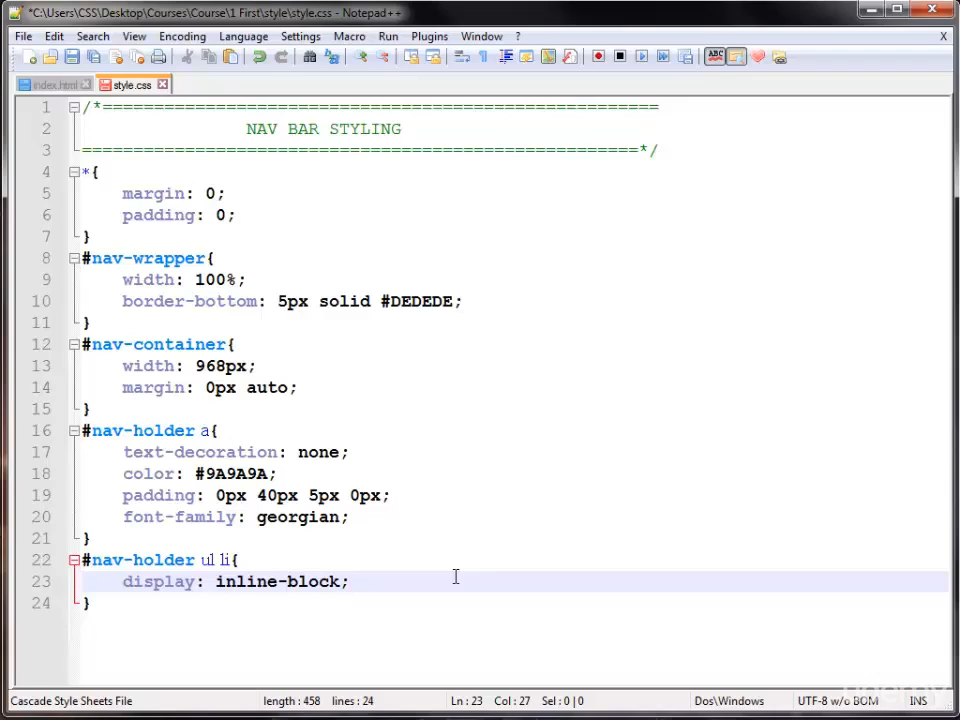 *C:\Users\CSS\Desktop\Courses\Course\1 First\style\style.css - Notepad++
File Edit Search View Encoding Language Settings Macro Run Plugins Window ? X
index.html style.css
1 /*======================================================
2 NAV BAR STYLING
3 ======================================================*/
4 *{
5 margin: 0;
6 padding: 0;
7 }
8 #nav-wrapper{
9 width: 100%;
10 border-bottom: 5px solid #DEDEDE;
11 }
12 #nav-container{
13 width: 968px;
14 margin: 0px auto;
15 }
16 #nav-holder a{
17 text-decoration: none;
18 color: #9A9A9A;
19 padding: 0px 40px 5px 0px;
20 font-family: georgian;
21 }
22 #nav-holder ul li{
23 display: inline-block;
24 }
Cascade Style Sheets File length : 458 lines : 24 Ln : 23 Col : 27 Sel : 0 | 0 Dos\Windows UTF-8 w/o BOM INS